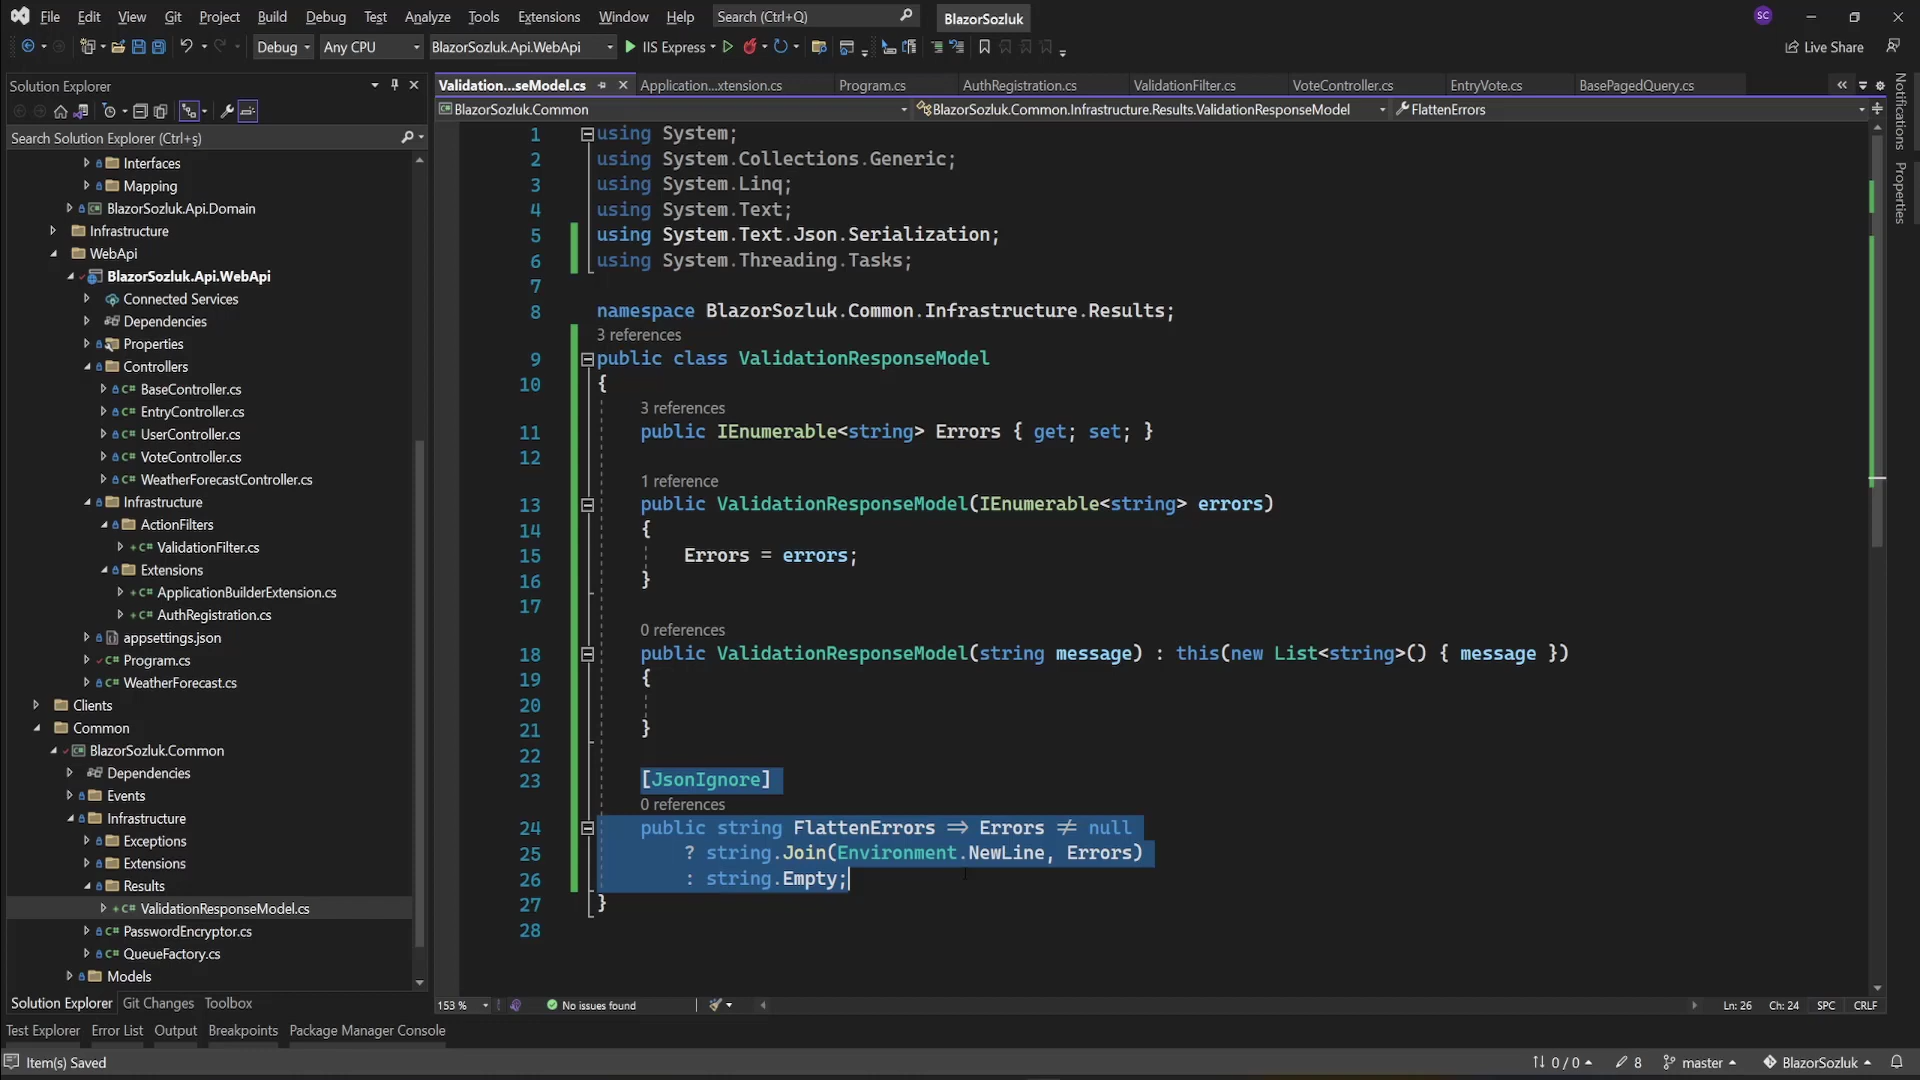 File Edit View Git Project Build Debug Test Analyze Tools Extensions Window Help Search (Ctrl+Q) BlazorSozluk SC
Debug Any CPU BlazorSozluk.Api.WebApi IIS Express Live Share
Solution Explorer
Search Solution Explorer (Ctrl+ş)
Interfaces
Mapping
BlazorSozluk.Api.Domain
Infrastructure
WebApi
BlazorSozluk.Api.WebApi
Connected Services
Dependencies
Properties
Controllers
BaseController.cs
EntryController.cs
UserController.cs
VoteController.cs
WeatherForecastController.cs
Infrastructure
ActionFilters
ValidationFilter.cs
Extensions
ApplicationBuilderExtension.cs
AuthRegistration.cs
appsettings.json
Program.cs
WeatherForecast.cs
Clients
Common
BlazorSozluk.Common
Dependencies
Events
Infrastructure
Exceptions
Extensions
Results
ValidationResponseModel.cs
PasswordEncryptor.cs
QueueFactory.cs
Models
Solution Explorer Git Changes Toolbox
Validation...seModel.cs Application...xtension.cs Program.cs AuthRegistration.cs ValidationFilter.cs VoteController.cs EntryVote.cs BasePagedQuery.cs
BlazorSozluk.Common BlazorSozluk.Common.Infrastructure.Results.ValidationResponseModel FlattenErrors
1 using System;
2 using System.Collections.Generic;
3 using System.Linq;
4 using System.Text;
5 using System.Text.Json.Serialization;
6 using System.Threading.Tasks;
7
8 namespace BlazorSozluk.Common.Infrastructure.Results;
3 references
9 public class ValidationResponseModel
10 {
3 references
11 public IEnumerable<string> Errors { get; set; }
12
1 reference
13 public ValidationResponseModel(IEnumerable<string> errors)
14 {
15 Errors = errors;
16 }
17
0 references
18 public ValidationResponseModel(string message) : this(new List<string>() { message })
19 {
20
21 }
22
23 [JsonIgnore]
0 references
24 public string FlattenErrors => Errors != null
25 ? string.Join(Environment.NewLine, Errors)
26 : string.Empty;
27 }
28
153 % No issues found Ln: 26 Ch: 24 SPC CRLF
Notifications
Properties
Test Explorer Error List Output Breakpoints Package Manager Console
Item(s) Saved 0 / 0 8 master BlazorSozluk